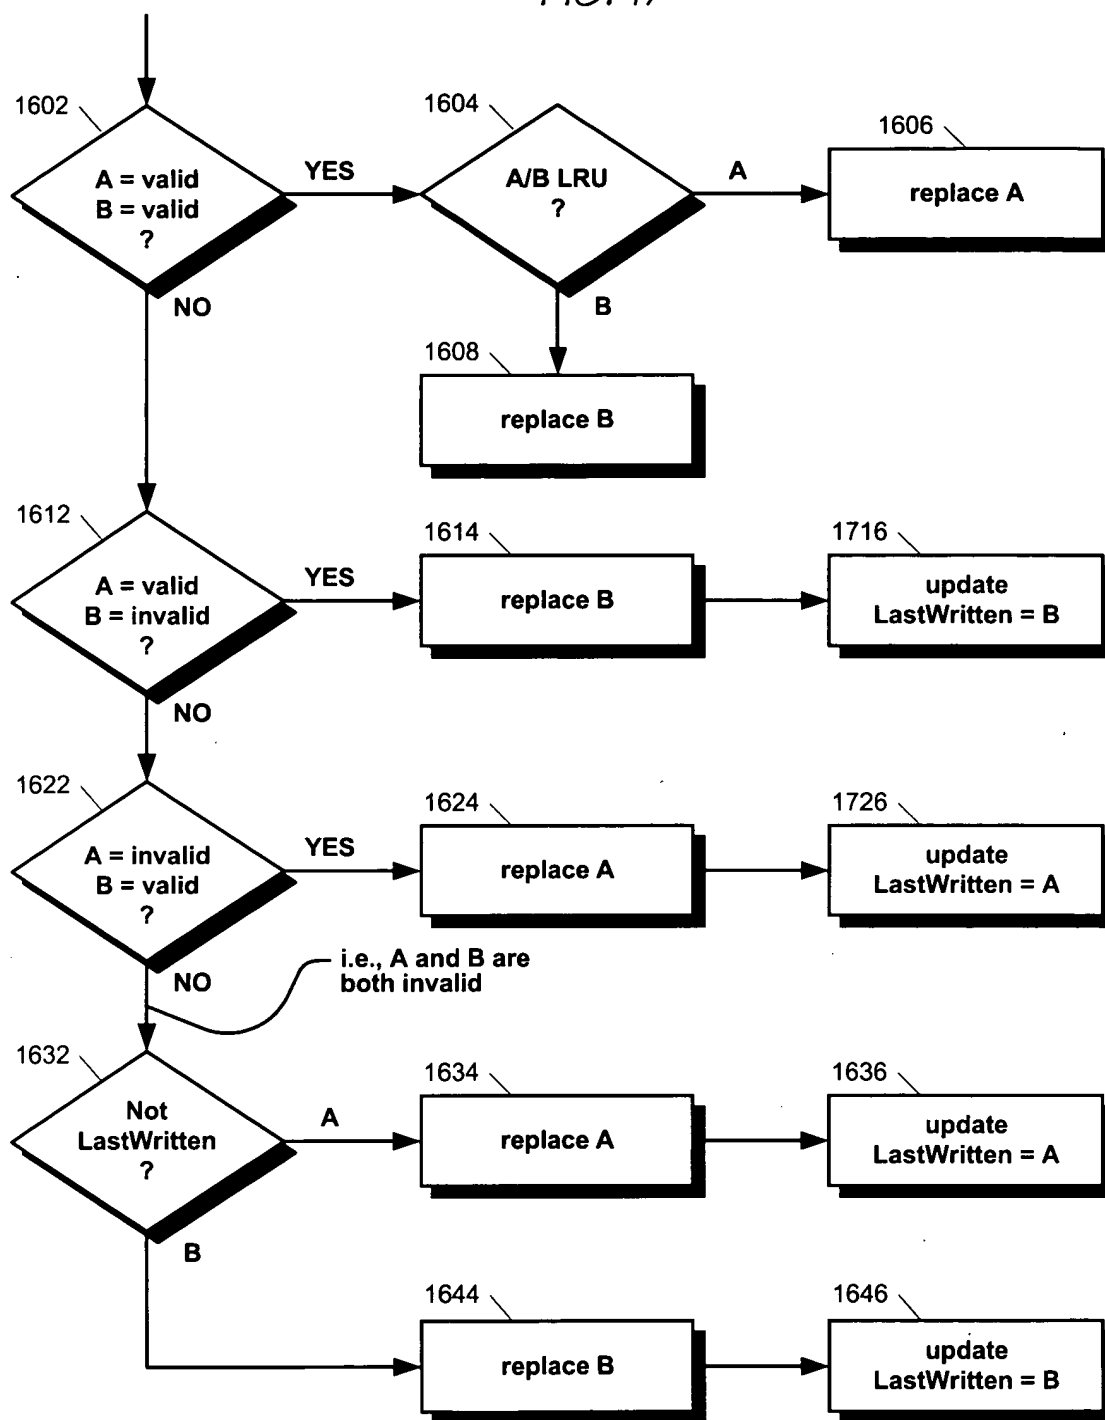 1602
A = valid
B = valid
?
YES
NO
1604
A/B LRU
?
A
B
1606
replace A
1608
replace B
1612
A = valid
B = invalid
?
YES
NO
1614
replace B
1716
update
LastWritten = B
1622
A = invalid
B = valid
?
YES
NO
1624
replace A
1726
update
LastWritten = A
i.e., A and B are
both invalid
1632
Not
LastWritten
?
A
B
1634
replace A
1636
update
LastWritten = A
1644
replace B
1646
update
LastWritten = B